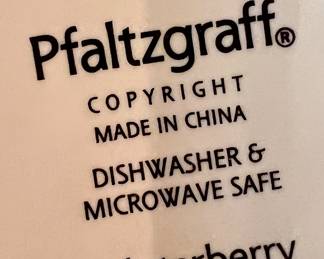 Pfaltzgraff®
COPYRIGHT
MADE IN CHINA
DISHWASHER &
MICROWAVE SAFE